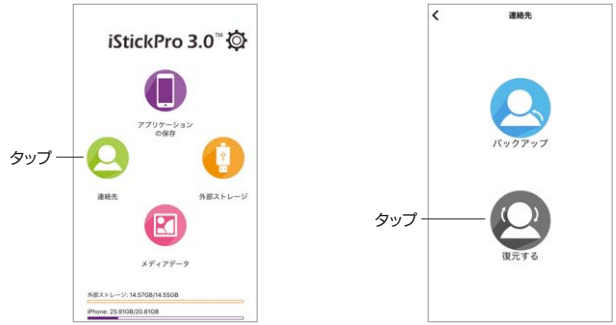 iStickPro 3.0™
アプリケーション
の保存
タップ
連絡先
外部ストレージ
メディアデータ
外部ストレージ: 14.57GB/14.55GB
iPhone: 25.91GB/20.81GB
連絡先
バックアップ
タップ
復元する